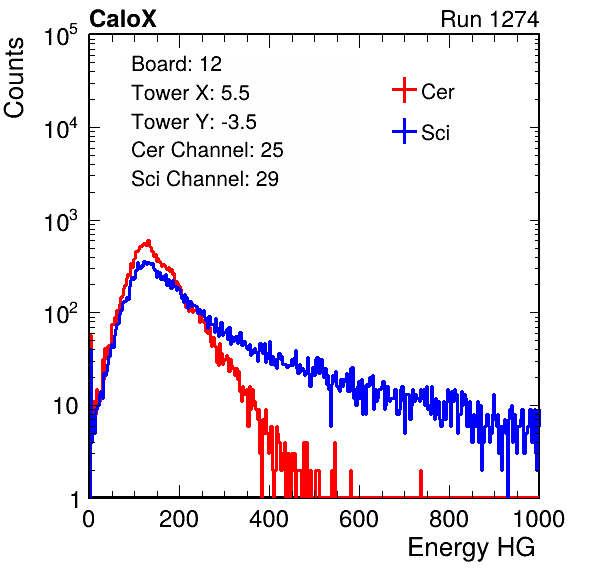 CaloX Run 1274
Counts
Board: 12
Tower X: 5.5
Tower Y: -3.5
Cer Channel: 25
Sci Channel: 29
Cer
Sci
10^5
10^4
10^3
10^2
10
1
0 200 400 600 800 1000
Energy HG